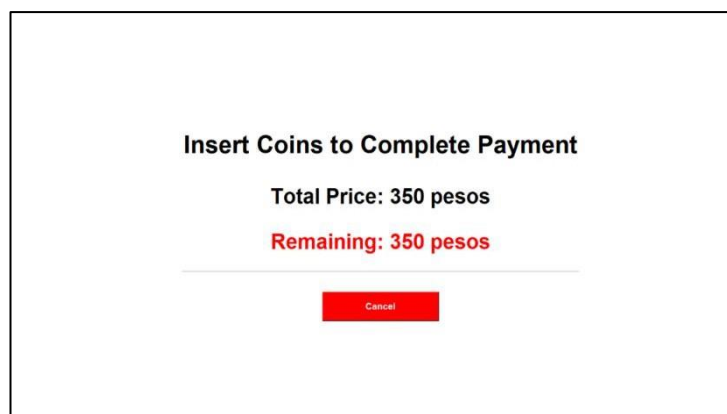 Insert Coins to Complete Payment
Total Price: 350 pesos
Remaining: 350 pesos
Cancel